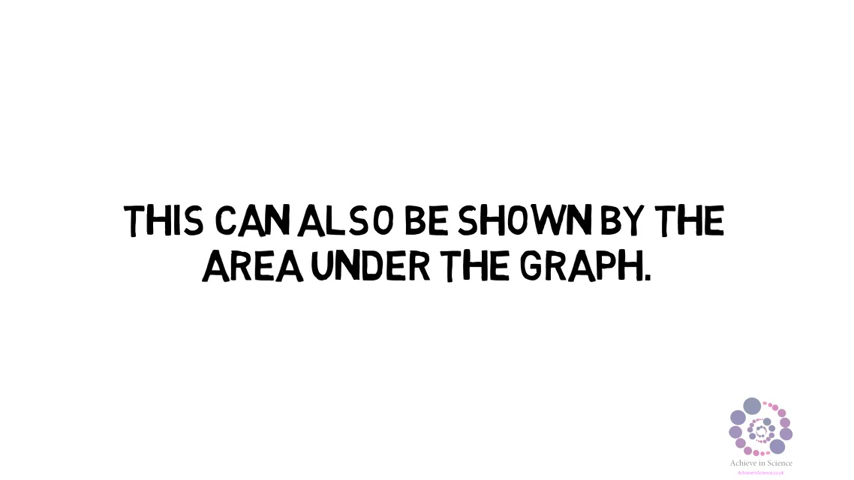 THIS CAN ALSO BE SHOWN BY THE
AREA UNDER THE GRAPH.
Achieve in Science